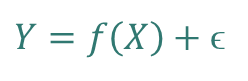 Y = f(X) + ϵ